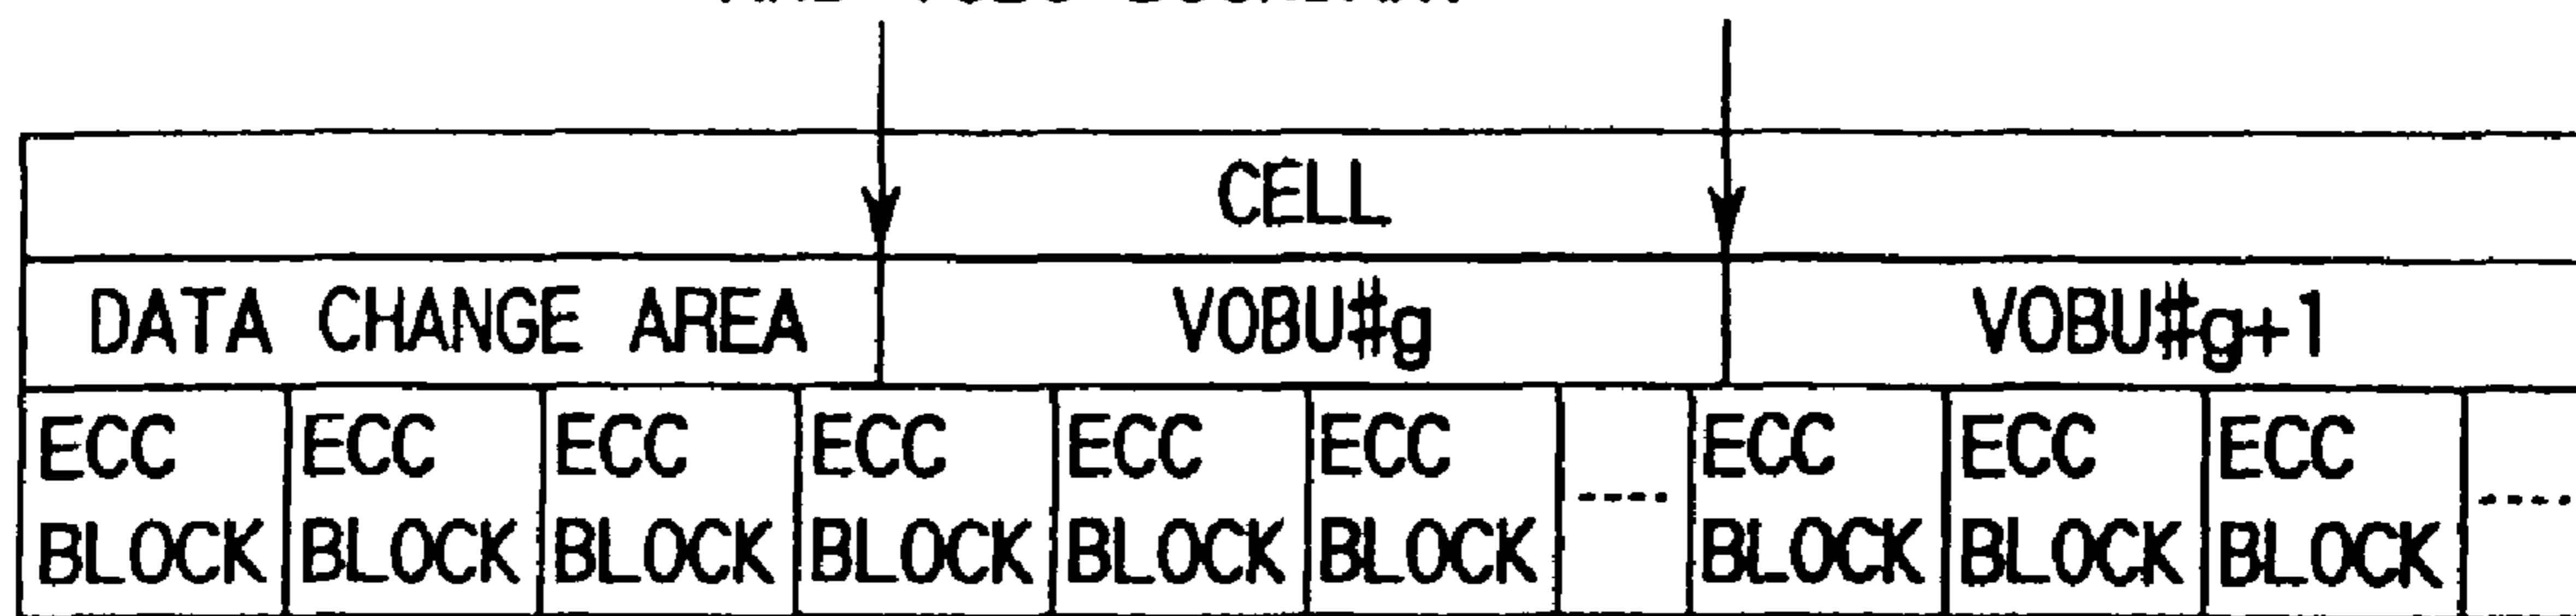 CELL
DATA CHANGE AREA VOBU#g VOBU#g+1
ECC ECC ECC ECC ECC ECC ---- ECC ECC ECC ----
BLOCK BLOCK BLOCK BLOCK BLOCK BLOCK BLOCK BLOCK BLOCK